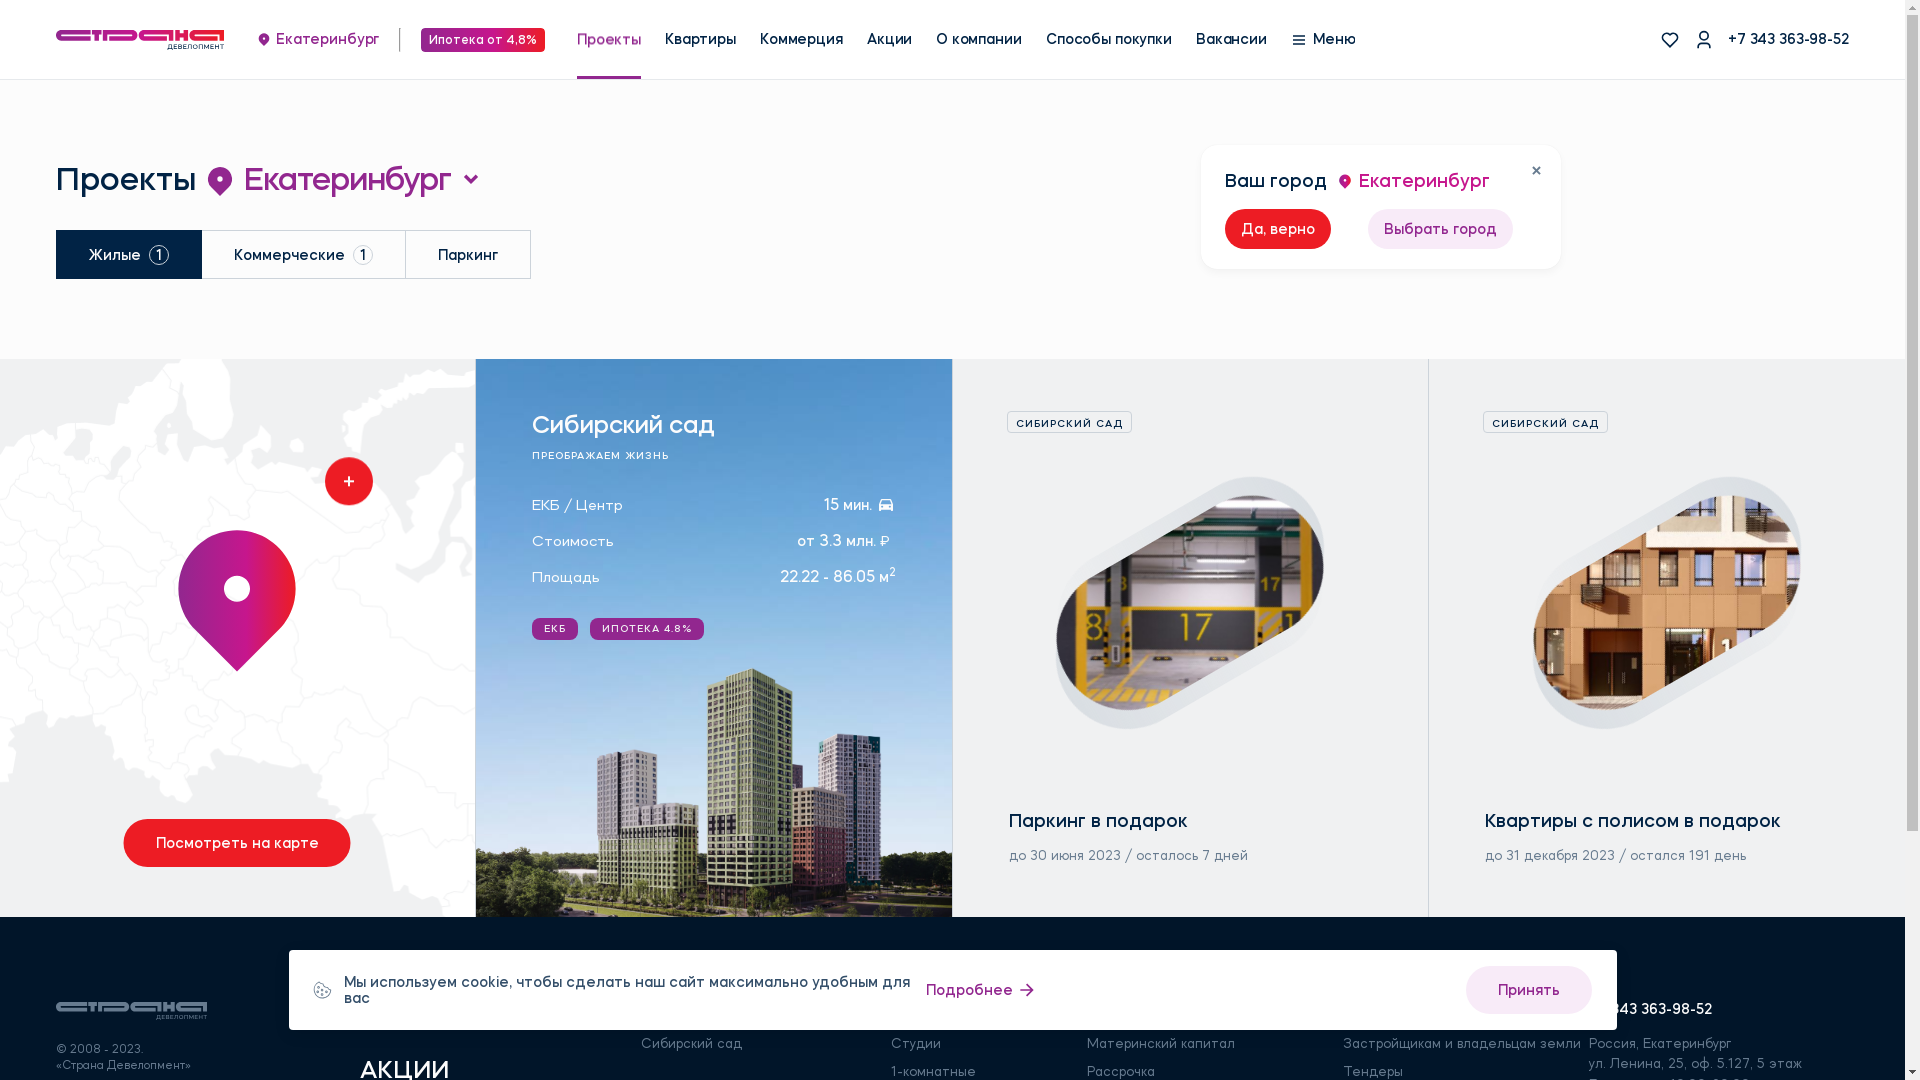 СТРАНА
ДЕВЕЛОПМЕНТ
Екатеринбург
Ипотека от 4,8%
Проекты
Квартиры
Коммерция
Акции
О компании
Способы покупки
Вакансии
Меню
+7 343 363-98-52
Проекты Екатеринбург
Ваш город Екатеринбург
Да, верно
Выбрать город
Жилые 1
Коммерческие 1
Паркинг
Посмотреть на карте
Сибирский сад
ПРЕОБРАЖАЕМ ЖИЗНЬ
ЕКБ / Центр 15 мин.
Стоимость от 3.3 млн. ₽
Площадь 22.22 - 86.05 м²
ЕКБ
ИПОТЕКА 4.8%
СИБИРСКИЙ САД
17
Паркинг в подарок
до 30 июня 2023 / осталось 7 дней
СИБИРСКИЙ САД
Квартиры с полисом в подарок
до 31 декабря 2023 / остался 191 день
Мы используем cookie, чтобы сделать наш сайт максимально удобным для
вас
Подробнее
Принять
СТРАНА
ДЕВЕЛОПМЕНТ
© 2008 - 2023.
«Страна Девелопмент»
АКЦИИ
Сибирский сад
Студии
1-комнатные
Материнский капитал
Рассрочка
Застройщикам и владельцам земли
Тендеры
343 363-98-52
Россия, Екатеринбург
ул. Ленина, 25, оф. 5.127, 5 этаж